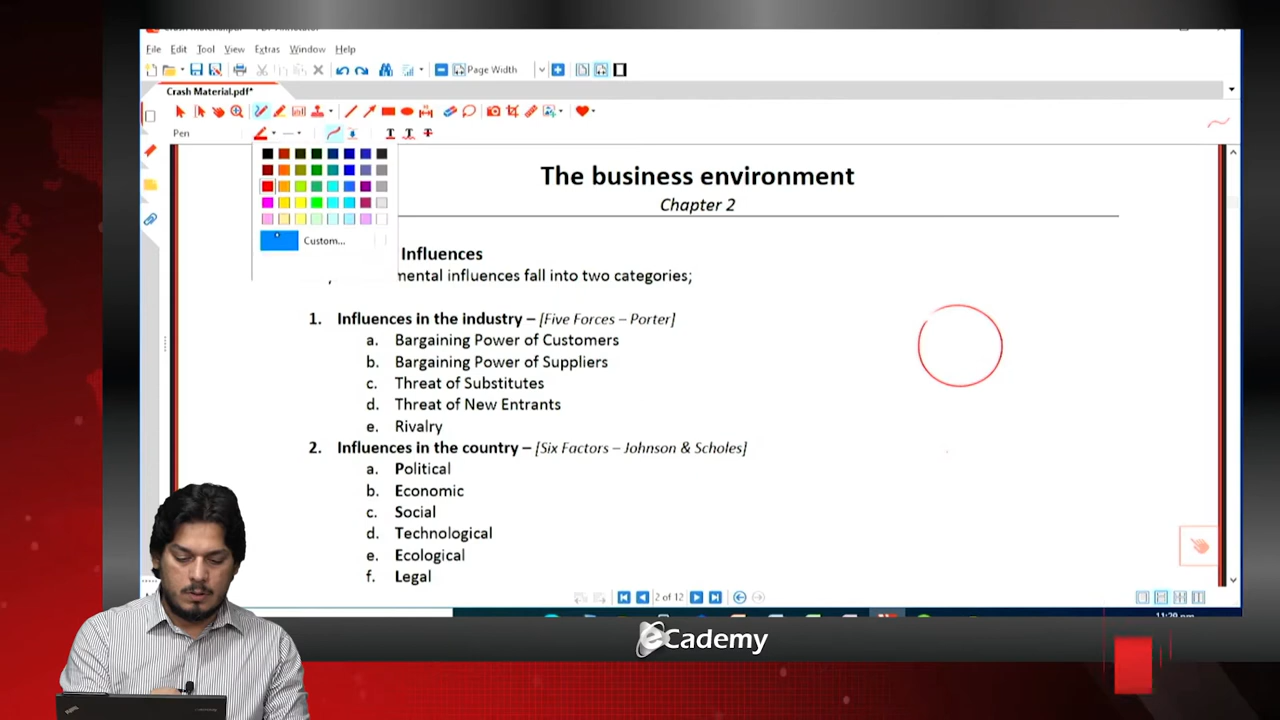 File Edit Tool View Extras Window Help
Page Width
Crash Material.pdf*
Pen
Custom...
The business environment
Chapter 2
Influences
mental influences fall into two categories;
1. Influences in the industry – [Five Forces – Porter]
a. Bargaining Power of Customers
b. Bargaining Power of Suppliers
c. Threat of Substitutes
d. Threat of New Entrants
e. Rivalry
2. Influences in the country – [Six Factors – Johnson & Scholes]
a. Political
b. Economic
c. Social
d. Technological
e. Ecological
f. Legal
2 of 12
eCademy